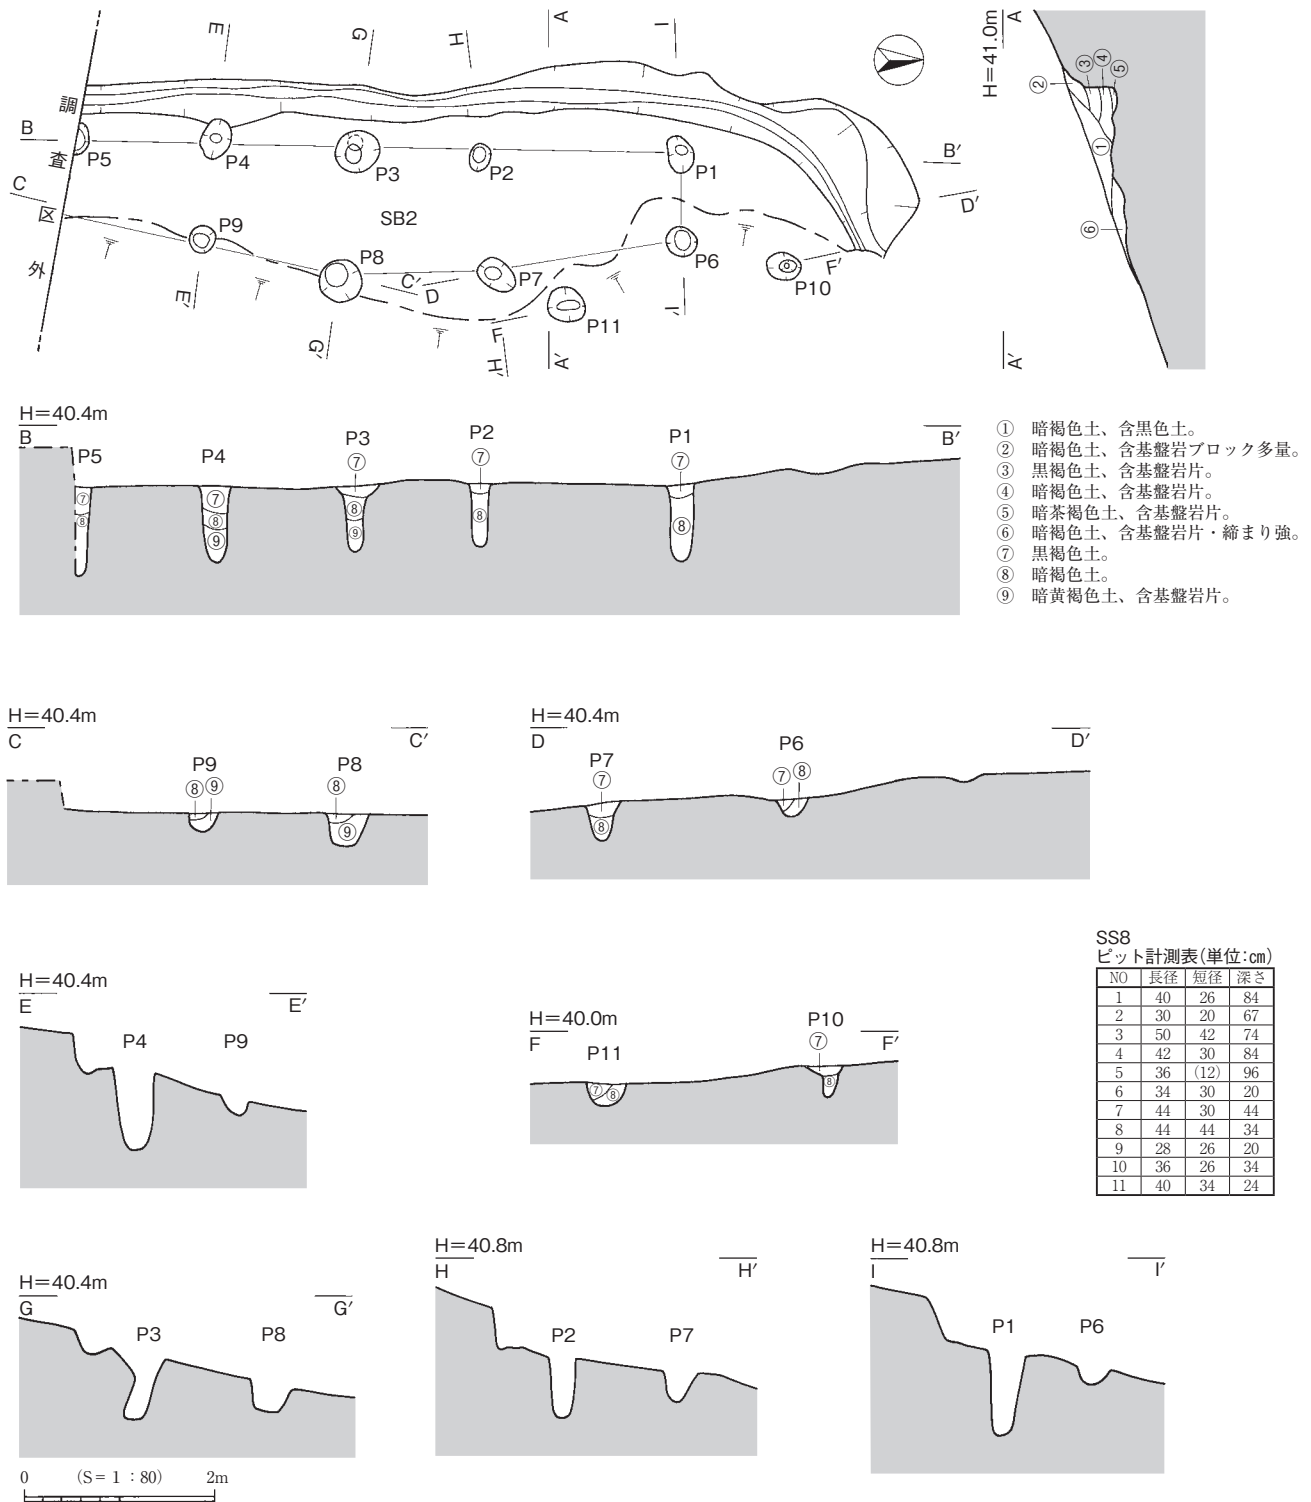 E
G
H
A
I
調
査
区
外
B
P5
P4
P3
P2
P1
B′
C
D′
SB2
P9
P8
C′
D
P7
P6
F′
P10
F
P11
E′
G′
H′
A′
I′
H＝41.0m
A
A′
② ③ ④ ⑤
①
⑥
H＝40.4m
B
B′
P5 P4 P3 P2 P1
⑦ ⑦ ⑦ ⑦ ⑦
⑧ ⑧ ⑧ ⑧ ⑧
⑨ ⑨
① 暗褐色土、含黒色土。
② 暗褐色土、含基盤岩ブロック多量。
③ 黒褐色土、含基盤岩片。
④ 暗褐色土、含基盤岩片。
⑤ 暗茶褐色土、含基盤岩片。
⑥ 暗褐色土、含基盤岩片・締まり強。
⑦ 黒褐色土。
⑧ 暗褐色土。
⑨ 暗黄褐色土、含基盤岩片。
H＝40.4m
C
C′
P9 P8
⑧ ⑨ ⑧
⑨
H＝40.4m
D
D′
P7 P6
⑦ ⑦ ⑧
⑧
H＝40.4m
E
E′
P4 P9
H＝40.0m
F
F′
P11 P10
⑦ ⑧ ⑦
⑧
SS8
ピット計測表(単位:㎝)
NO 長径 短径 深さ
1 40 26 84
2 30 20 67
3 50 42 74
4 42 30 84
5 36 (12) 96
6 34 30 20
7 44 30 44
8 44 44 34
9 28 26 20
10 36 26 34
11 40 34 24
H＝40.4m
G
G′
P3 P8
H＝40.8m
H
H′
P2 P7
H＝40.8m
I
I′
P1 P6
0 (S= 1 : 80) 2m